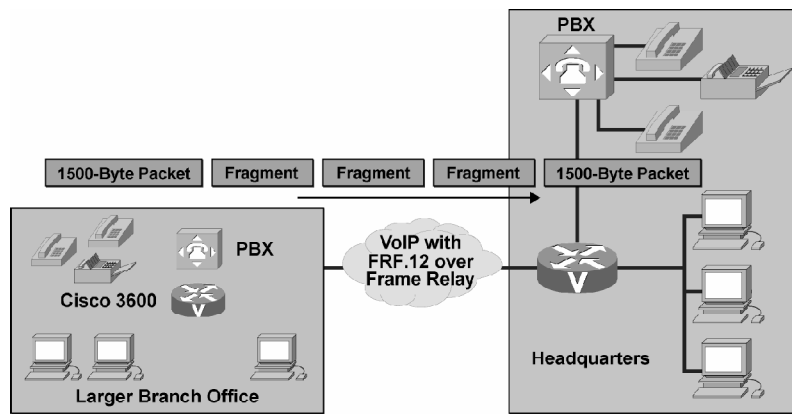 PBX
1500-Byte Packet
Fragment
Fragment
Fragment
1500-Byte Packet
PBX
Cisco 3600
V
Larger Branch Office
VoIP with
FRF.12 over
Frame Relay
V
Headquarters